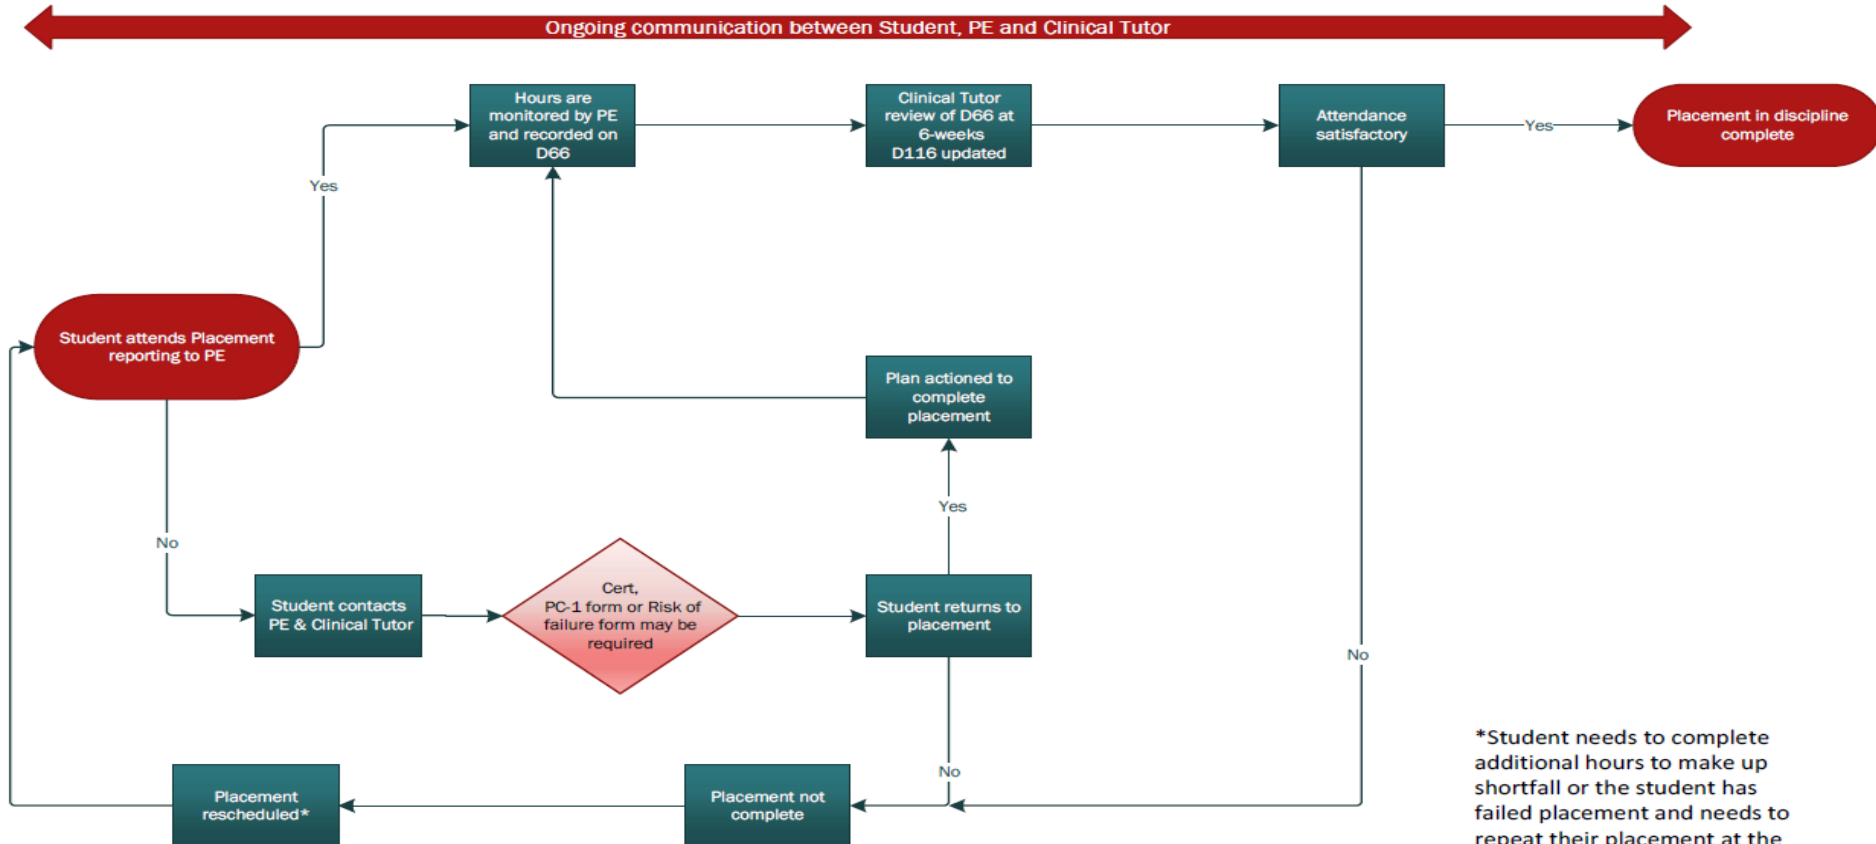 Ongoing communication between Student, PE and Clinical Tutor
Hours are
monitored by PE
and recorded on
D66
Clinical Tutor
review of D66 at
6-weeks
D116 updated
Attendance
satisfactory
Yes
Placement in discipline
complete
Yes
Student attends Placement
reporting to PE
Plan actioned to
complete
placement
Yes
No
Student contacts
PE & Clinical Tutor
Cert,
PC-1 form or Risk of
failure form may be
required
Student returns to
placement
No
No
Placement
rescheduled*
Placement not
complete
*Student needs to complete
additional hours to make up
shortfall or the student has
failed placement and needs to
repeat their placement at the